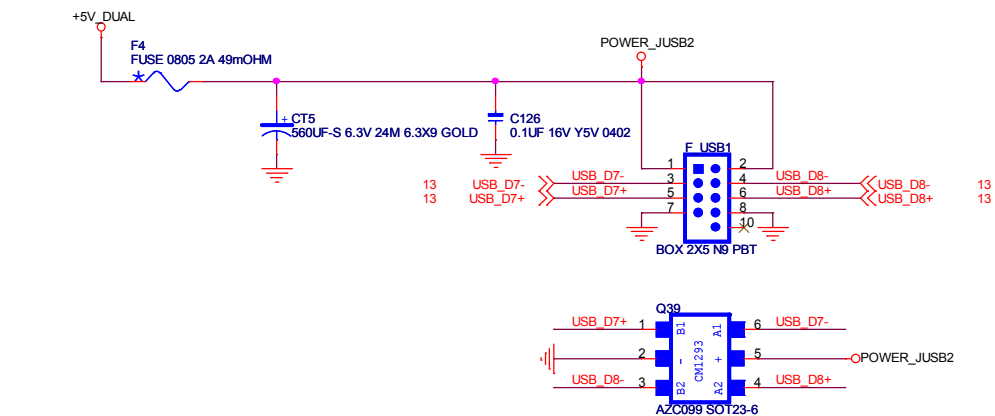 +5V_DUAL
F4
FUSE 0805 2A 49mOHM
POWER_JUSB2
+ CT5
560UF-S 6.3V 24M 6.3X9 GOLD
C126
0.1UF 16V Y5V 0402
F_USB1
1 2
13 USB_D7- USB_D7- 3 4 USB_D8- USB_D8- 13
13 USB_D7+ USB_D7+ 5 6 USB_D8+ USB_D8+ 13
7 8
10
BOX 2X5 N9 PBT
Q39
USB_D7+ 1 B1 A1 6 USB_D7-
2 - CM1293 + 5 POWER_JUSB2
USB_D8- 3 B2 A2 4 USB_D8+
AZC099 SOT23-6